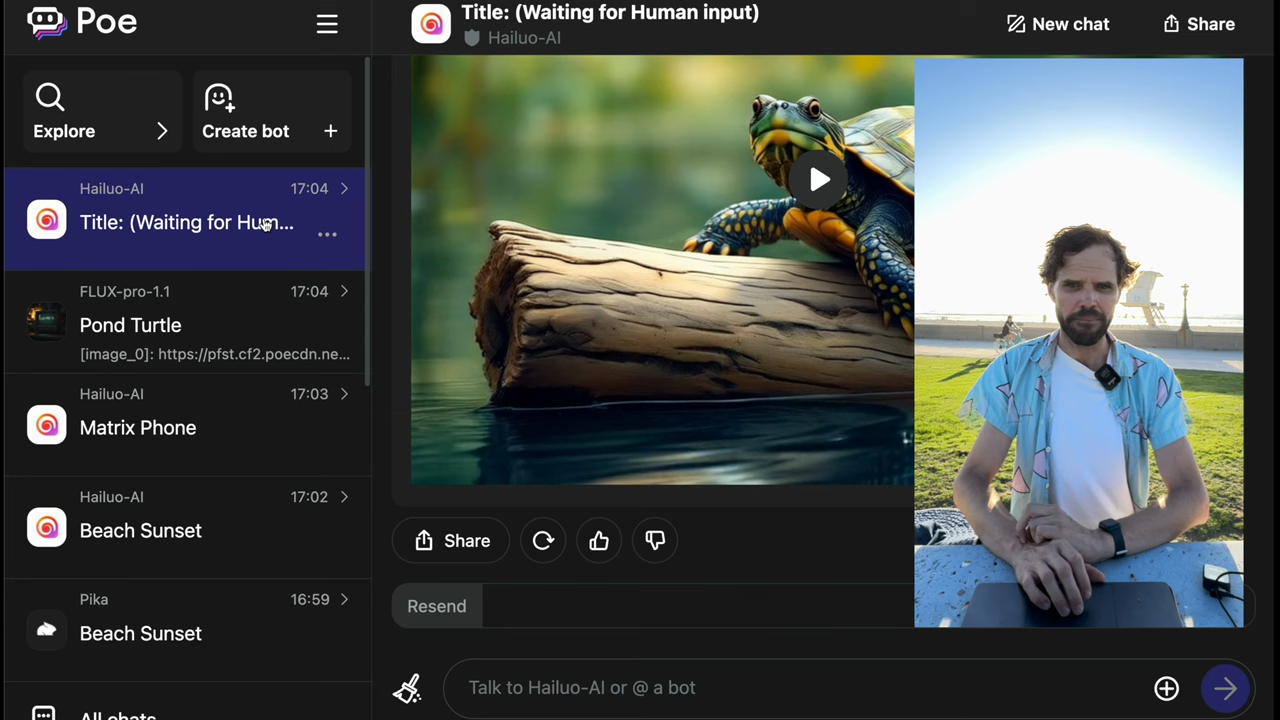 Poe
Explore
Create bot
Hailuo-AI 17:04
Title: (Waiting for Hum...
FLUX-pro-1.1 17:04
Pond Turtle
[image_0]: https://pfst.cf2.poecdn.ne...
Hailuo-AI 17:03
Matrix Phone
Hailuo-AI 17:02
Beach Sunset
Pika 16:59
Beach Sunset
All chats
Title: (Waiting for Human input)
Hailuo-AI
New chat
Share
Share
Resend
Talk to Hailuo-AI or @ a bot